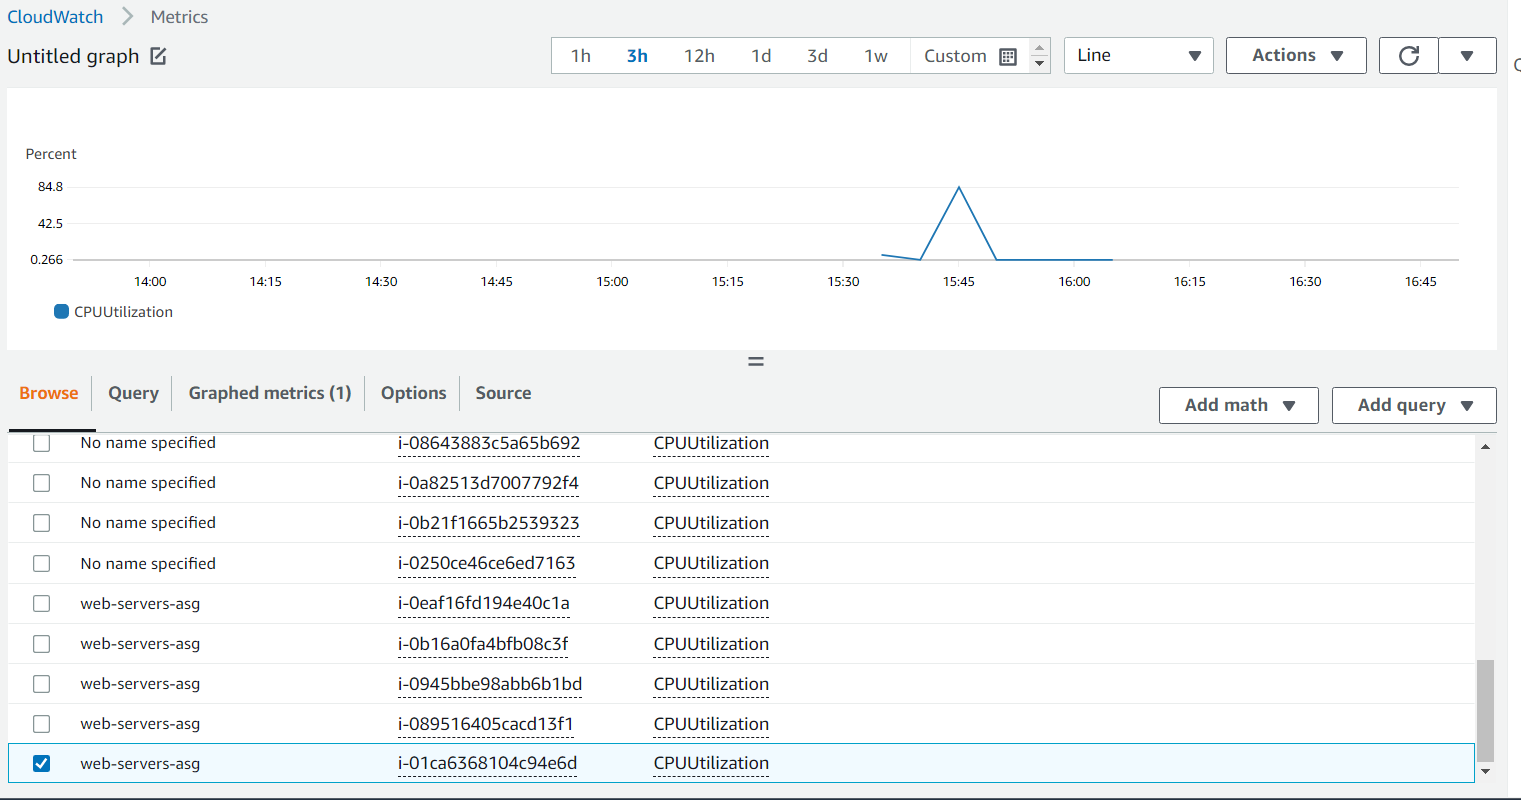 CloudWatch > Metrics
Untitled graph 1h 3h 12h 1d 3d 1w Custom Line Actions
Percent
84.8
42.5
0.266
14:00 14:15 14:30 14:45 15:00 15:15 15:30 15:45 16:00 16:15 16:30 16:45
CPUUtilization
Browse Query Graphed metrics (1) Options Source Add math Add query
No name specified i-08643883c5a65b692 CPUUtilization
No name specified i-0a82513d7007792f4 CPUUtilization
No name specified i-0b21f1665b2539323 CPUUtilization
No name specified i-0250ce46ce6ed7163 CPUUtilization
web-servers-asg i-0eaf16fd194e40c1a CPUUtilization
web-servers-asg i-0b16a0fa4bfb08c3f CPUUtilization
web-servers-asg i-0945bbe98abb6b1bd CPUUtilization
web-servers-asg i-089516405cacd13f1 CPUUtilization
web-servers-asg i-01ca6368104c94e6d CPUUtilization